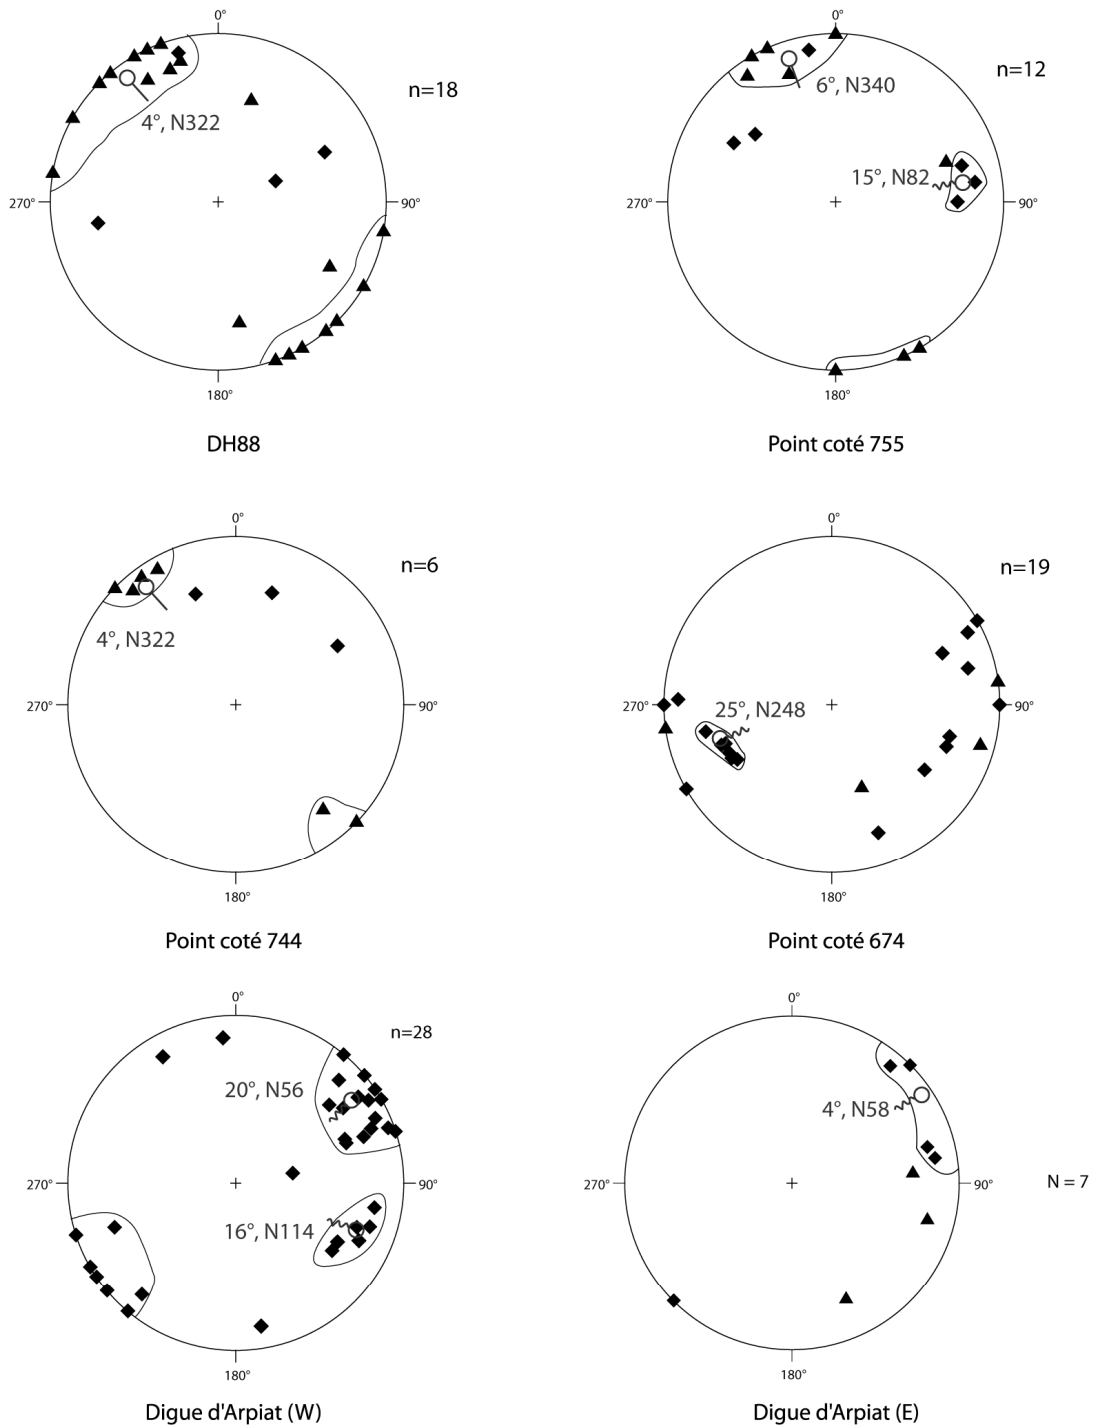 0°
n=18
4°, N322
270°
90°
180°
DH88
0°
n=12
6°, N340
15°, N82
270°
90°
180°
Point coté 755
0°
n=6
4°, N322
270°
90°
180°
Point coté 744
0°
n=19
25°, N248
270°
90°
180°
Point coté 674
0°
n=28
20°, N56
270°
90°
16°, N114
180°
Digue d'Arpiat (W)
0°
4°, N58
270°
90°
N = 7
180°
Digue d'Arpiat (E)